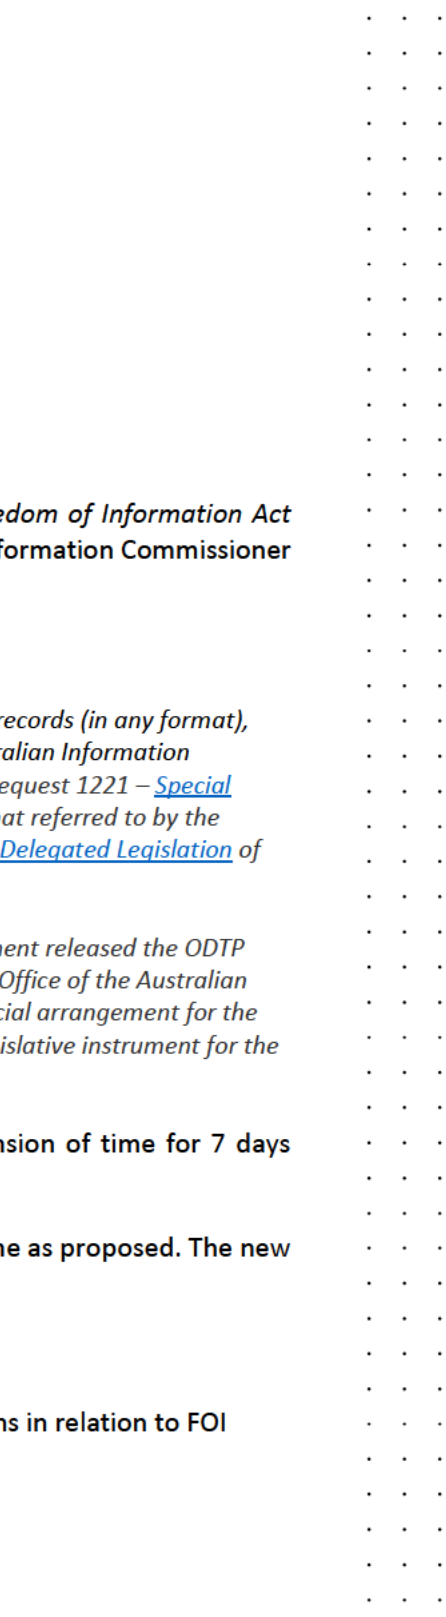 edom of Information Act
formation Commissioner
records (in any format),
ralian Information
equest 1221 – Special
at referred to by the
Delegated Legislation of
ent released the ODTP
Office of the Australian
cial arrangement for the
islative instrument for the
nsion of time for 7 days
e as proposed. The new
ns in relation to FOI